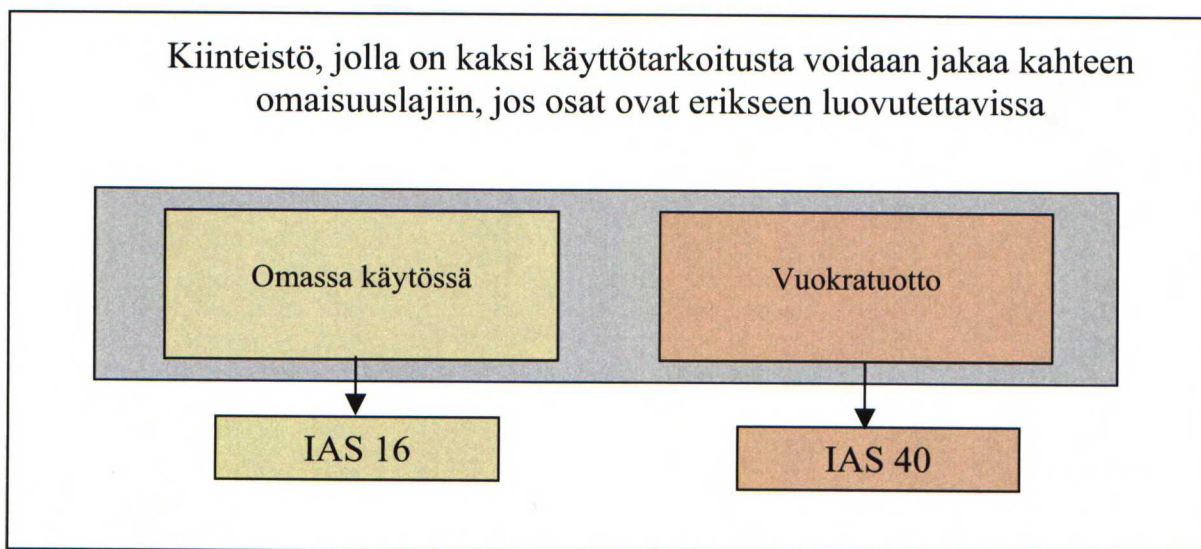 Kiinteistö, jolla on kaksi käyttötarkoitusta voidaan jakaa kahteen
omaisuuslajiin, jos osat ovat erikseen luovutettavissa
Omassa käytössä
Vuokratuotto
IAS 16
IAS 40